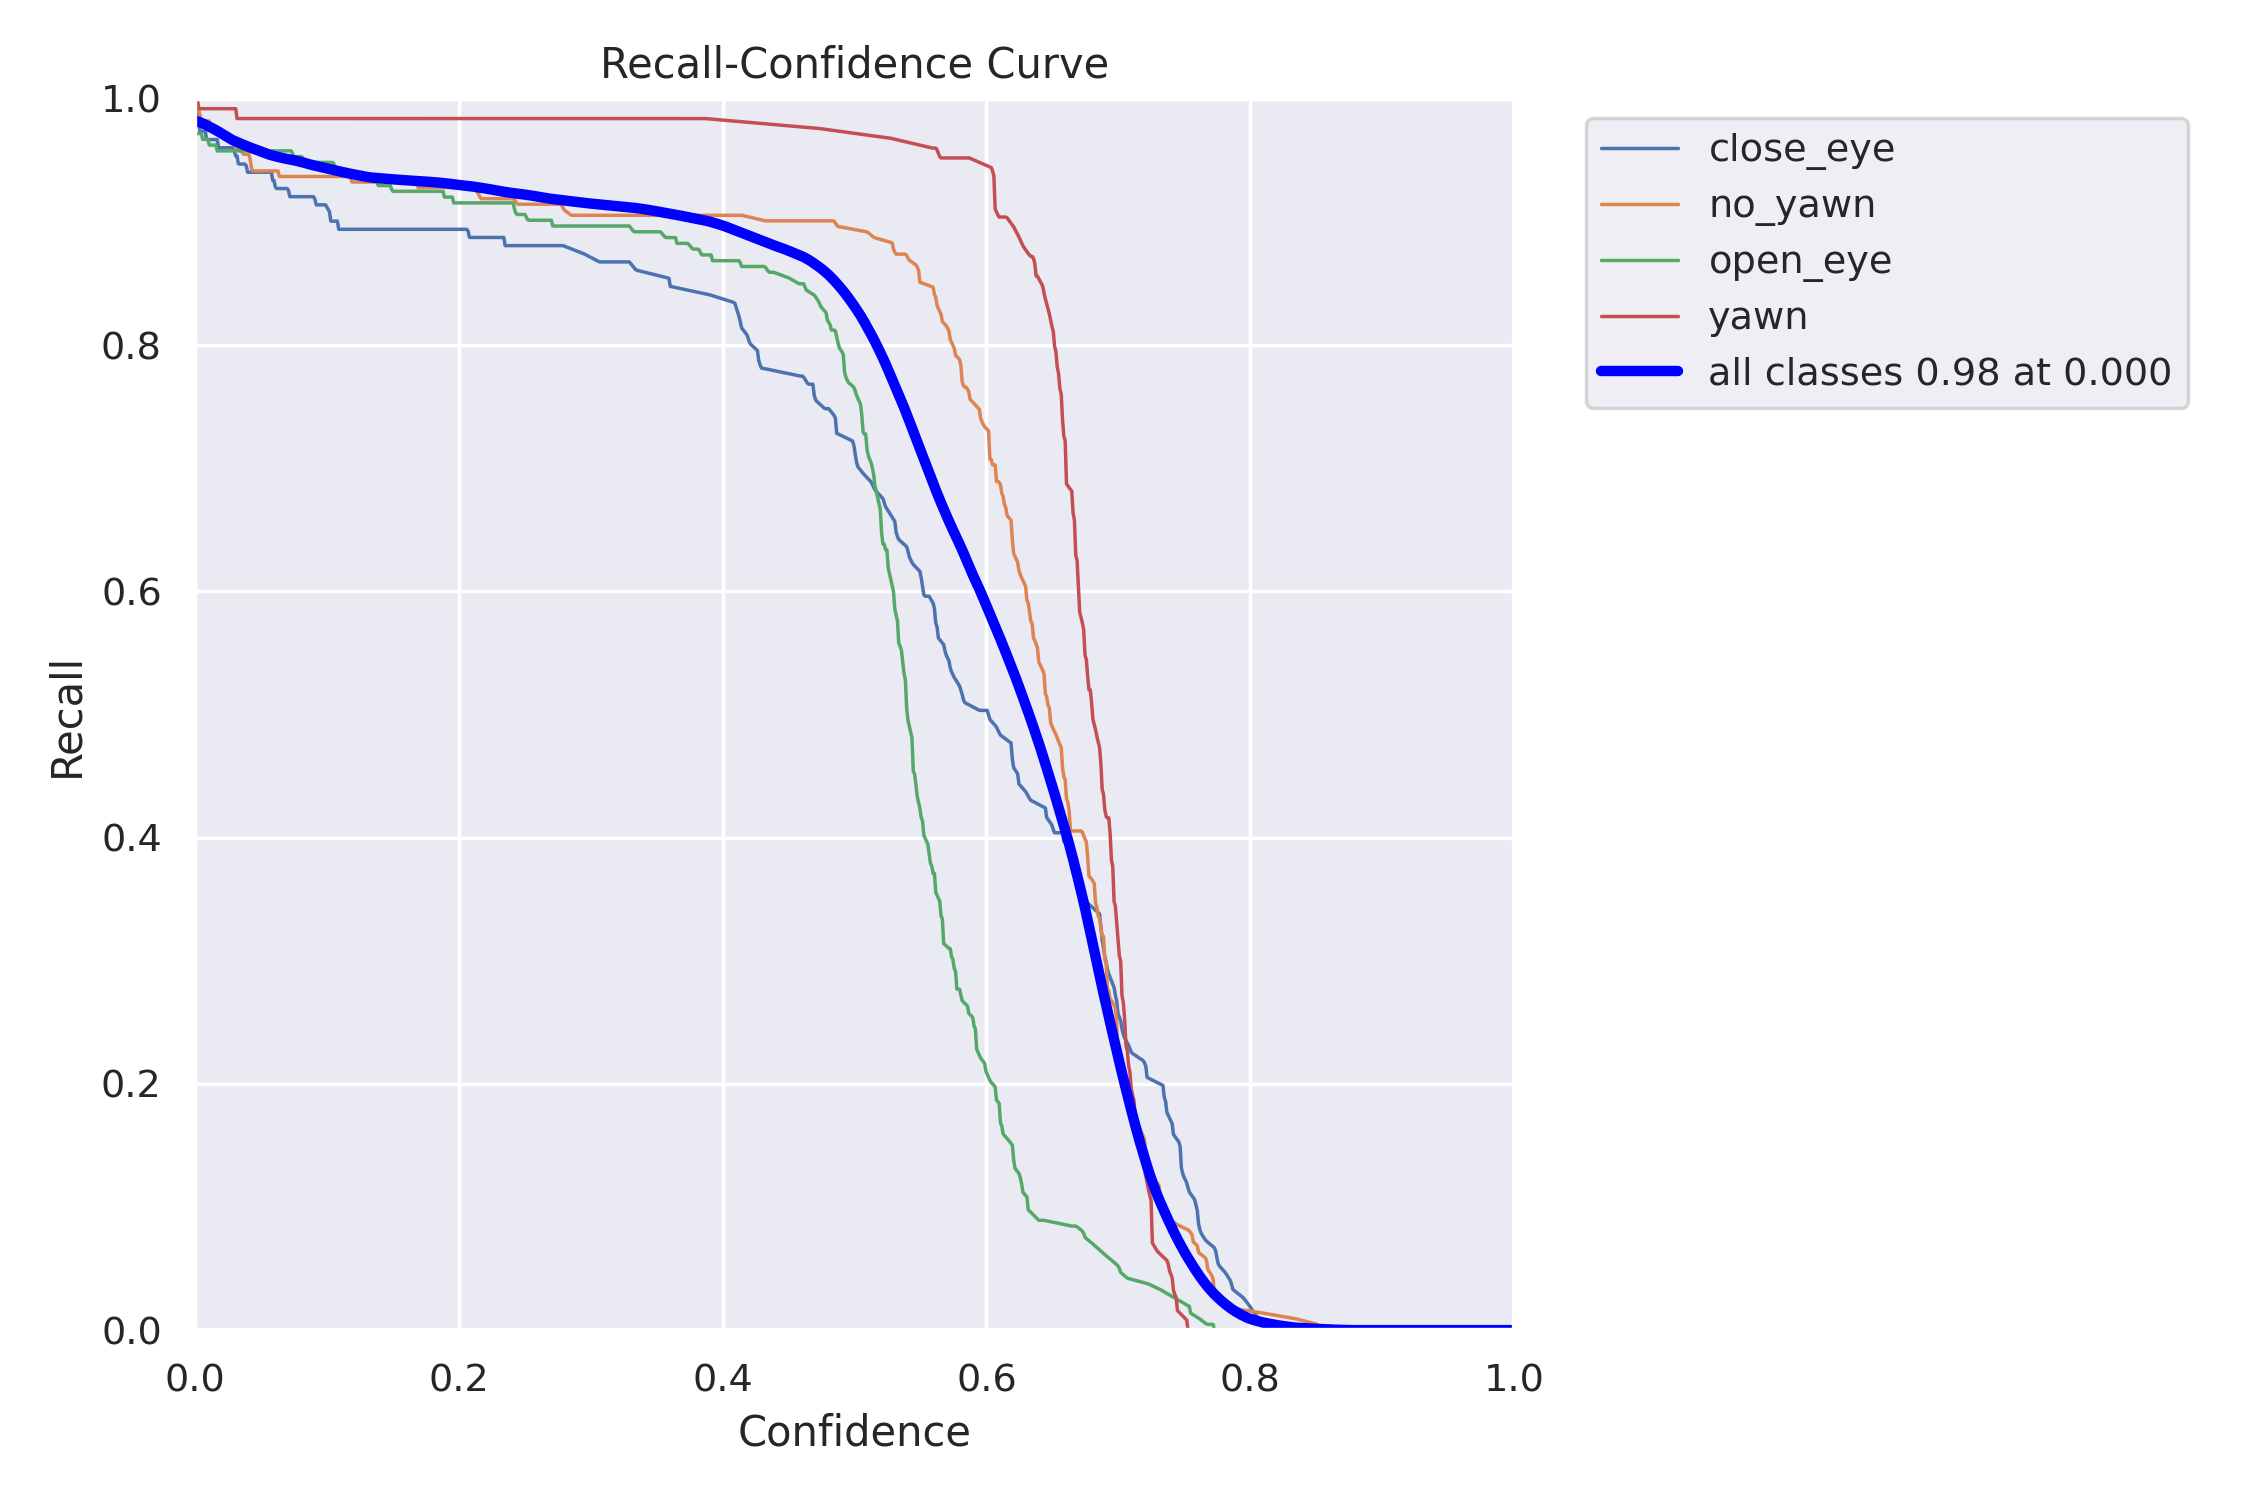 Recall-Confidence Curve
1.0
0.8
0.6
0.4
0.2
0.0
Recall
0.0 0.2 0.4 0.6 0.8 1.0
Confidence
close_eye
no_yawn
open_eye
yawn
all classes 0.98 at 0.000